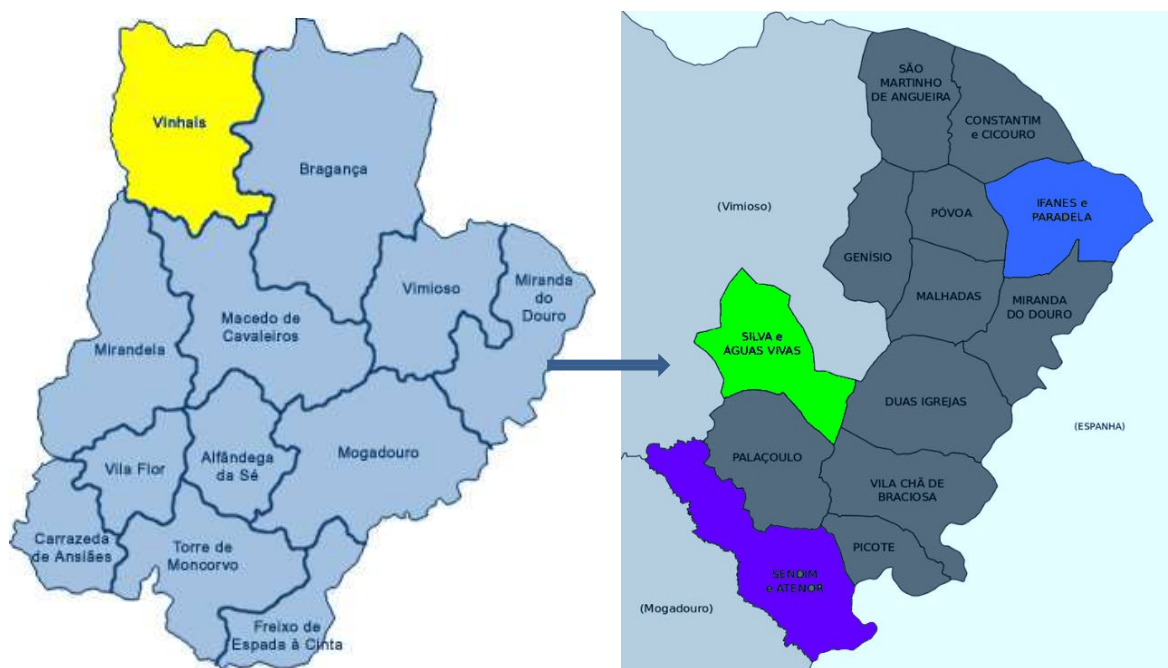 Vinhais
Bragança
Vimioso
Miranda
do
Douro
Macedo de
Cavaleiros
Mirandela
Mogadouro
Alfândega
da Sé
Vila Flor
Carrazeda
de Ansiães
Torre de
Moncorvo
Freixo de
Espada à Cinta
SÃO
MARTINHO
DE ANGUEIRA
CONSTANTIM
e CICOURO
(Vimioso)
PÓVOA
IFANES e
PARADELA
GENÍSIO
MALHADAS
MIRANDA
DO DOURO
SILVA e
ÁGUAS VIVAS
DUAS IGREJAS
(ESPANHA)
PALAÇOULO
VILA CHÃ DE
BRACIOSA
PICOTE
SENDIM
e ATENOR
(Mogadouro)